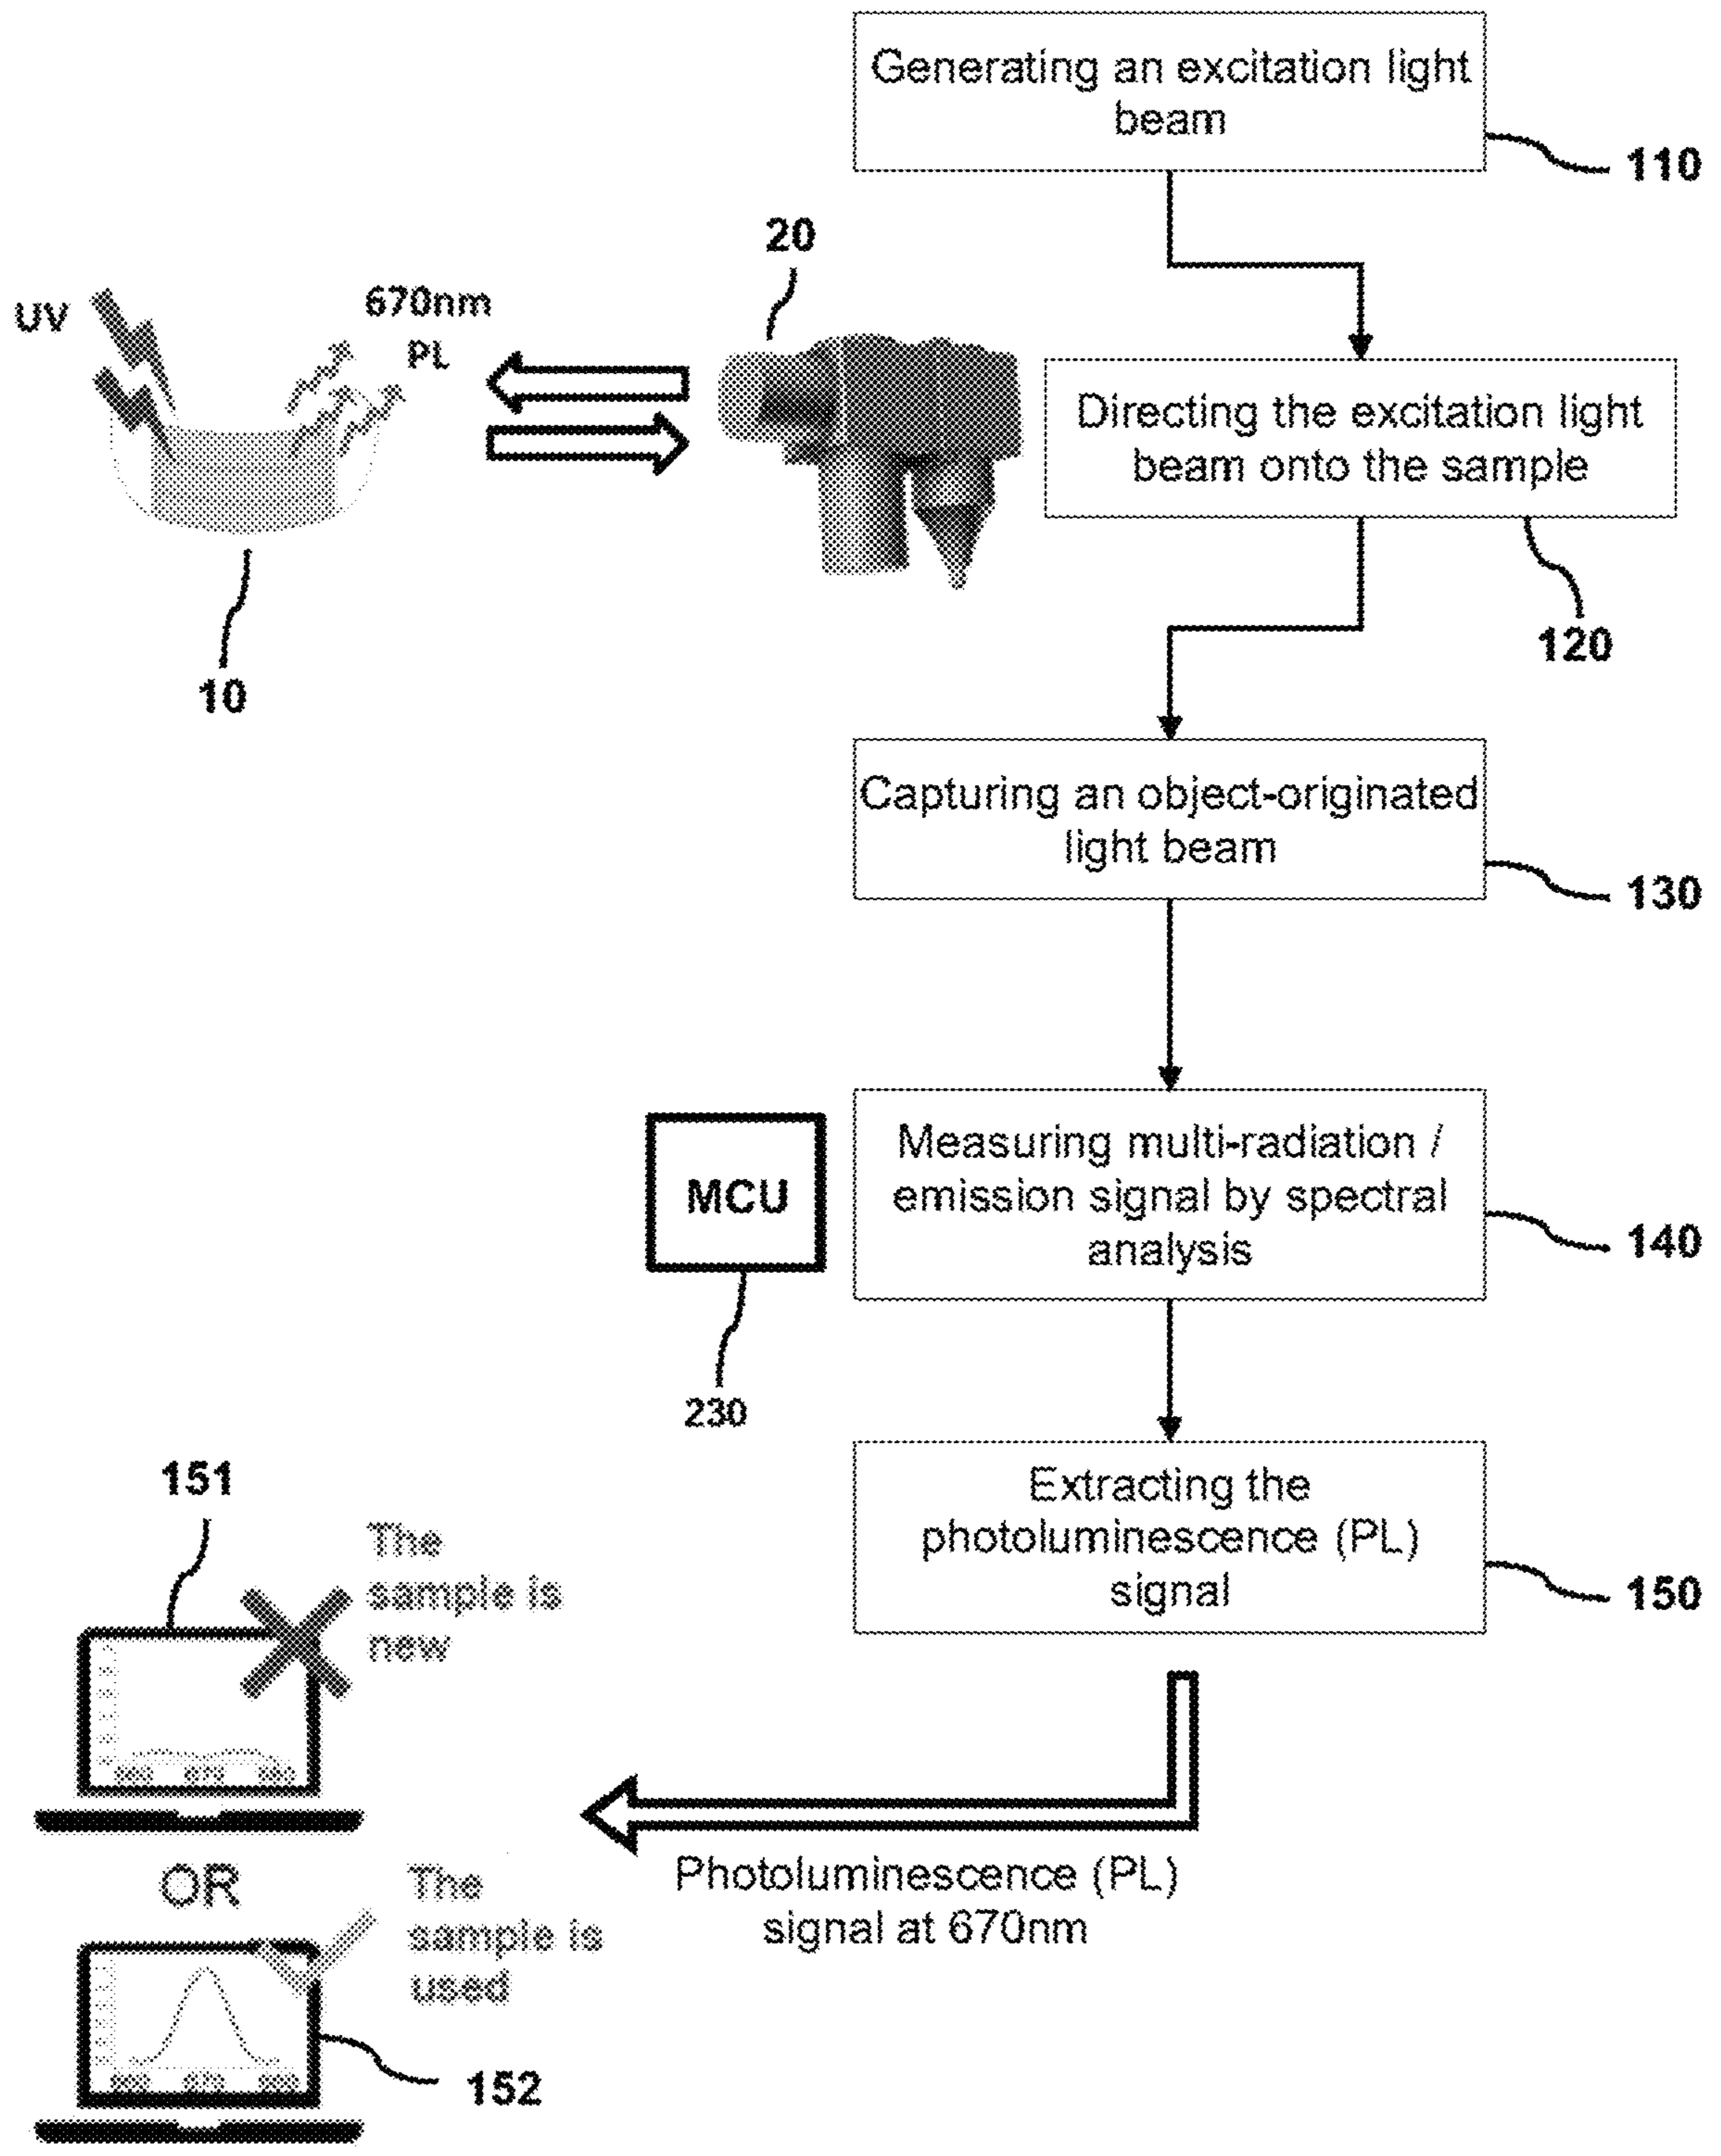 Generating an excitation light
beam
110
20
UV
670nm
PL
Directing the excitation light
beam onto the sample
120
10
Capturing an object-originated
light beam
130
MCU
230
Measuring multi-radiation /
emission signal by spectral
analysis
140
Extracting the
photoluminescence (PL)
signal
150
151
The
sample is
new
Photoluminescence (PL)
signal at 670nm
OR
The
sample is
used
152